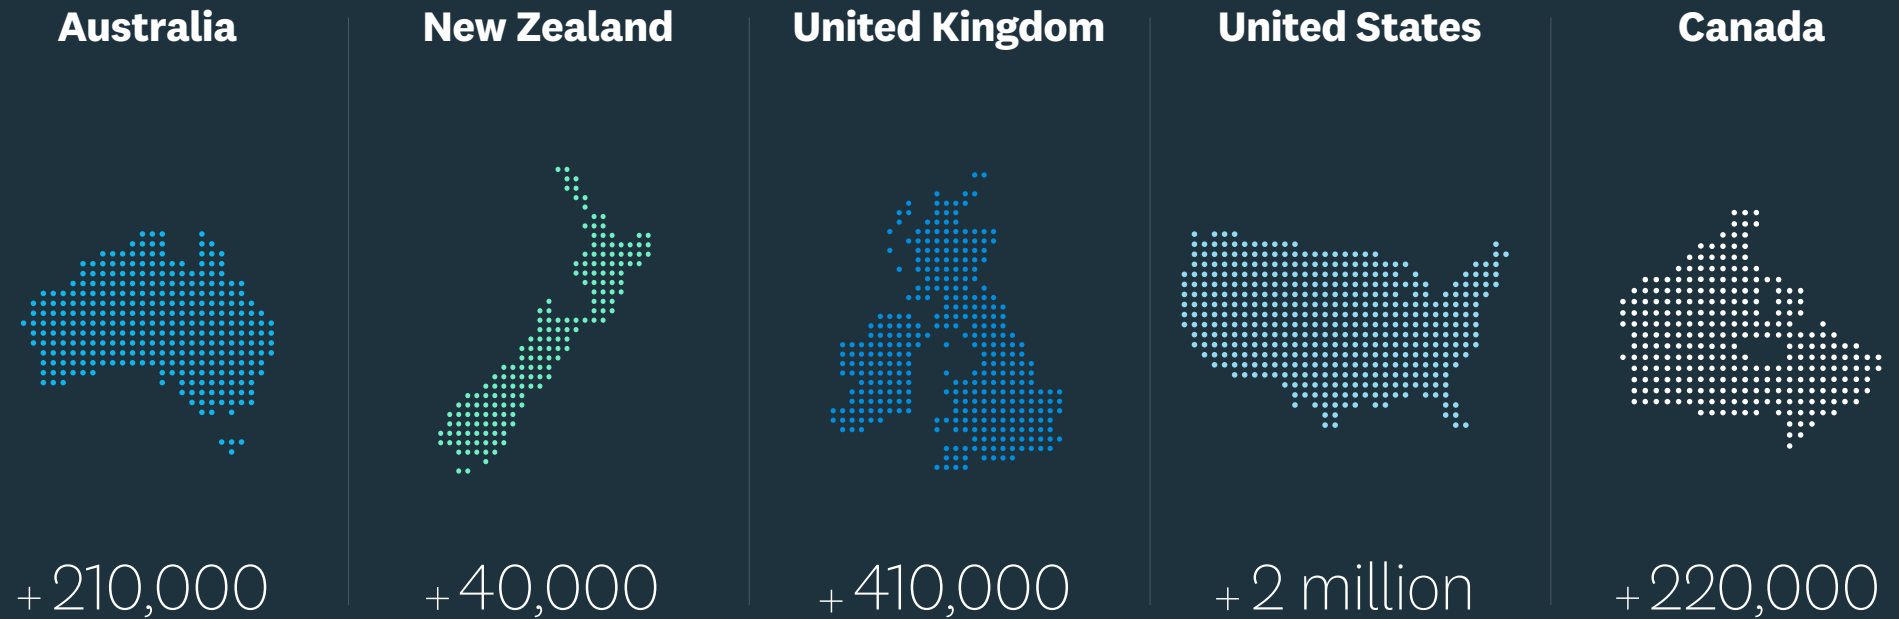 Australia
New Zealand
United Kingdom
United States
Canada
+210,000
+40,000
+410,000
+2 million
+220,000